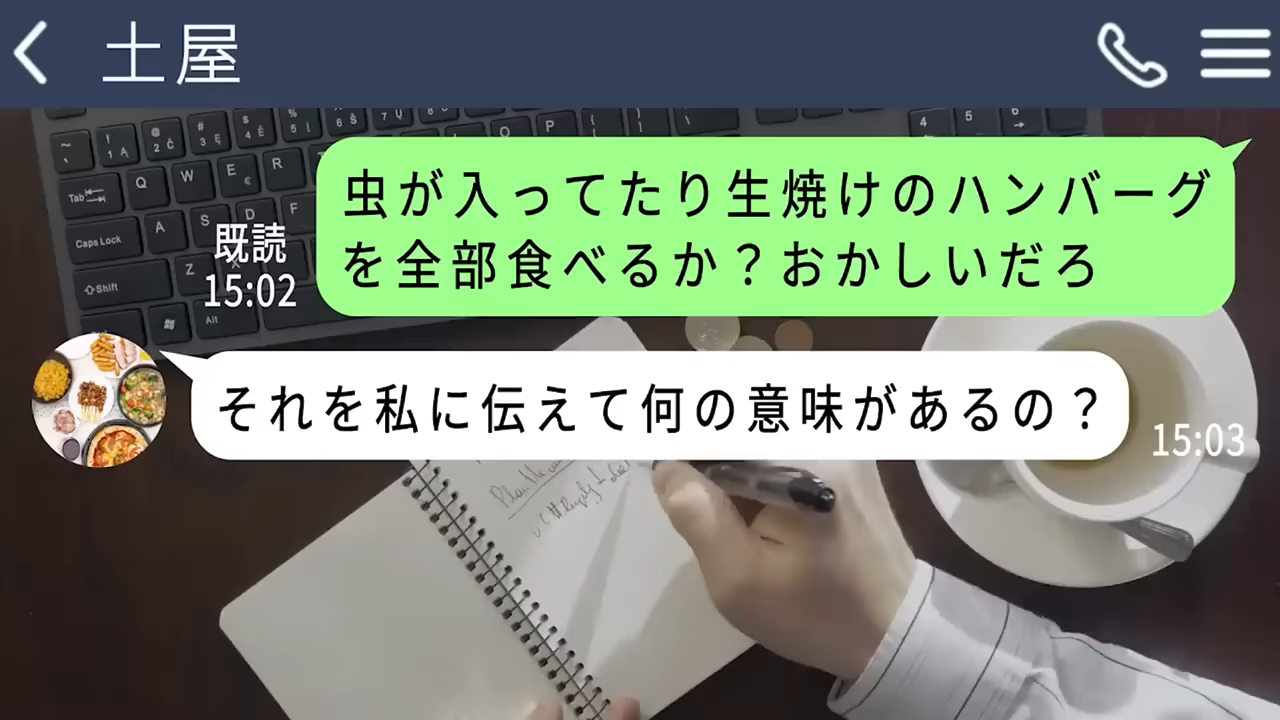 土屋
虫が入ってたり生焼けのハンバーグ
を全部食べるか？おかしいだろ
既読
15:02
それを私に伝えて何の意味があるの？
15:03